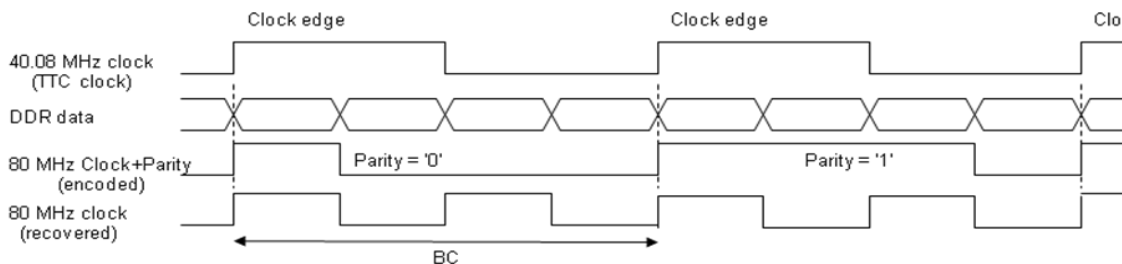 Clock edge
Clock edge
Clo
40.08 MHz clock
(TTC clock)
DDR data
80 MHz Clock+Parity
(encoded)
Parity = '0'
Parity = '1'
80 MHz clock
(recovered)
BC